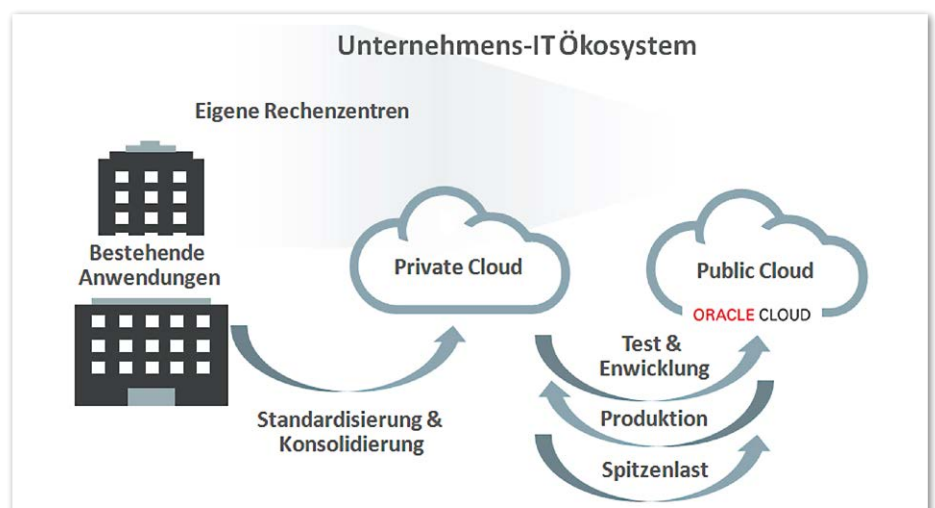 Unternehmens-IT Ökosystem
Eigene Rechenzentren
Bestehende
Anwendungen
Private Cloud
Public Cloud
ORACLE CLOUD
Standardisierung &
Konsolidierung
Test &
Enwicklung
Produktion
Spitzenlast